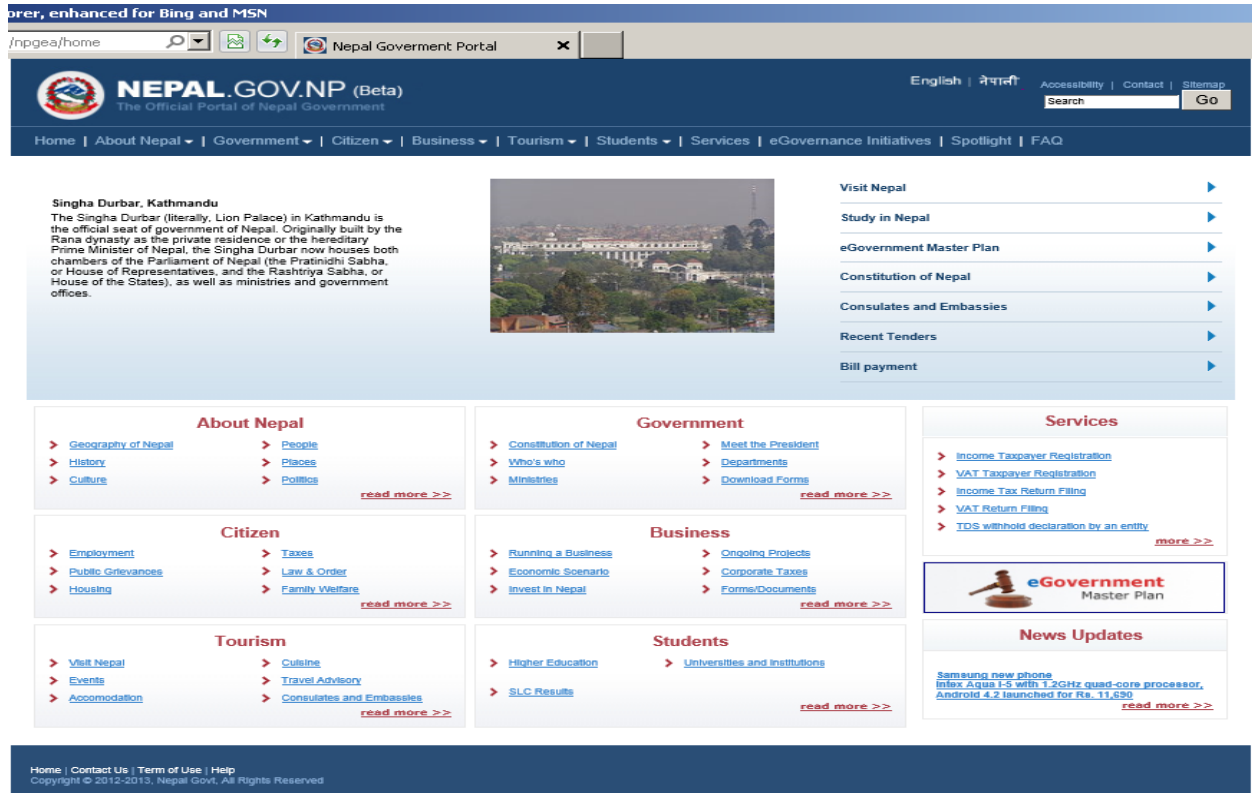 orer, enhanced for Bing and MSN
/npgea/home
Nepal Goverment Portal
NEPAL.GOV.NP (Beta)
The Official Portal of Nepal Government
English | नेपाली
Accessibility | Contact | Sitemap
Search Go
Home | About Nepal | Government | Citizen | Business | Tourism | Students | Services | eGovernance Initiatives | Spotlight | FAQ
Singha Durbar, Kathmandu
The Singha Durbar (literally, Lion Palace) in Kathmandu is
the official seat of government of Nepal. Originally built by the
Rana dynasty as the private residence or the hereditary
Prime Minister of Nepal, the Singha Durbar now houses both
chambers of the Parliament of Nepal (the Pratinidhi Sabha,
or House of Representatives, and the Rashtriya Sabha, or
House of the States), as well as ministries and government
offices.
Visit Nepal
Study in Nepal
eGovernment Master Plan
Constitution of Nepal
Consulates and Embassies
Recent Tenders
Bill payment
About Nepal
Geography of Nepal
People
History
Places
Culture
Politics
read more >>
Government
Constitution of Nepal
Meet the President
Who's who
Departments
Ministries
Download Forms
read more >>
Services
Income Taxpayer Registration
VAT Taxpayer Registration
Income Tax Return Filing
VAT Return Filing
TDS withhold declaration by an entity
more >>
Citizen
Employment
Taxes
Public Grievances
Law & Order
Housing
Family Welfare
read more >>
Business
Running a Business
Ongoing Projects
Economic Scenario
Corporate Taxes
Invest in Nepal
Forms/Documents
read more >>
eGovernment
Master Plan
Tourism
Visit Nepal
Cuisine
Events
Travel Advisory
Accomodation
Consulates and Embassies
read more >>
Students
Higher Education
Universities and Institutions
SLC Results
read more >>
News Updates
Samsung new phone
Intex Aqua i-5 with 1.2GHz quad-core processor,
Android 4.2 launched for Rs. 11,690
read more >>
Home | Contact Us | Term of Use | Help
Copyright © 2012-2013, Nepal Govt, All Rights Reserved